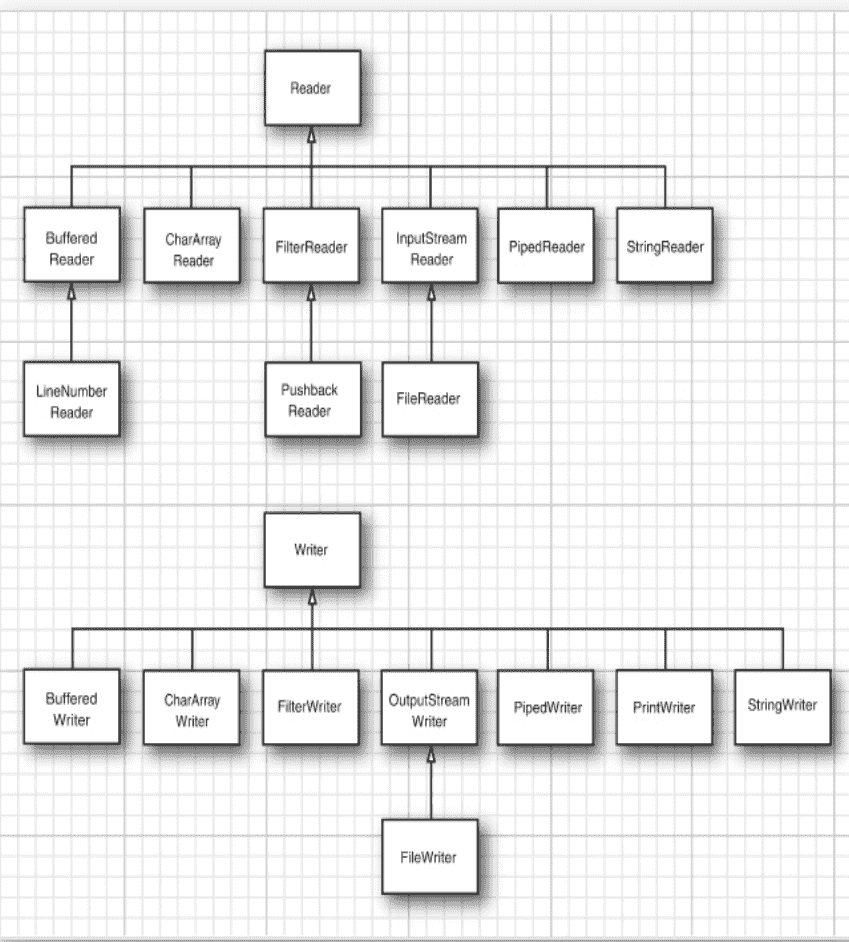 Reader
Buffered
Reader
CharArray
Reader
FilterReader
InputStream
Reader
PipedReader
StringReader
LineNumber
Reader
Pushback
Reader
FileReader
Writer
Buffered
Writer
CharArray
Writer
FilterWriter
OutputStream
Writer
PipedWriter
PrintWriter
StringWriter
FileWriter